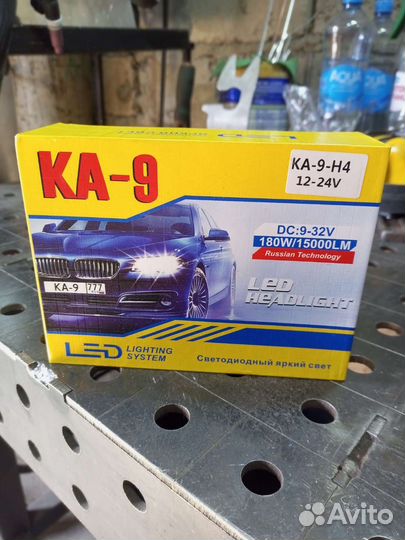 KA-9
KA-9-H4
12-24V
DC:9-32V
180W/15000LM
Russian Technology
LED
HEADLIGHT
KA-9 777
LED LIGHTING
SYSTEM
Светодиодный яркий свет
AQUA
Avito